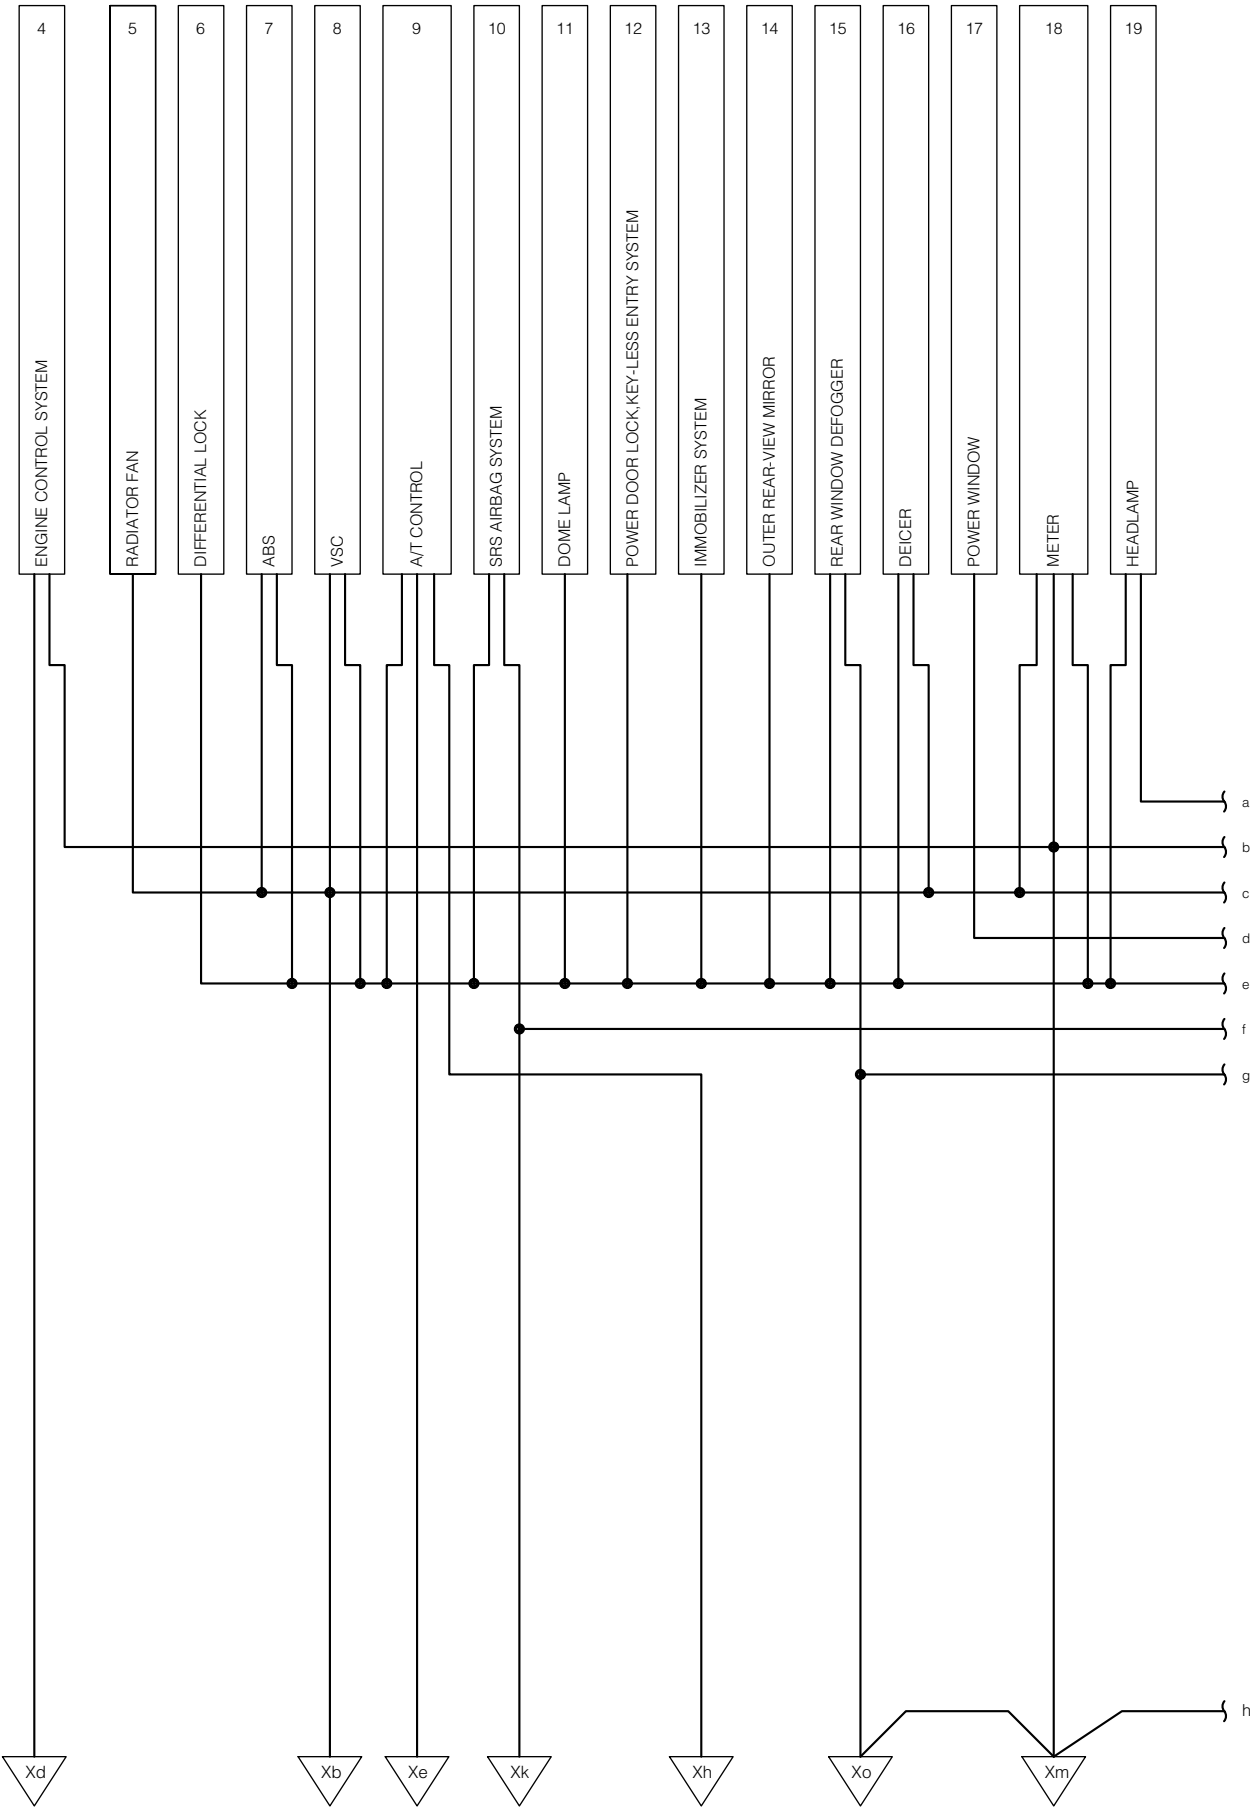 4
5
6
7
8
9
10
11
12
13
14
15
16
17
18
19
ENGINE CONTROL SYSTEM
RADIATOR FAN
DIFFERENTIAL LOCK
ABS
VSC
A/T CONTROL
SRS AIRBAG SYSTEM
DOME LAMP
POWER DOOR LOCK,KEY-LESS ENTRY SYSTEM
IMMOBILIZER SYSTEM
OUTER REAR-VIEW MIRROR
REAR WINDOW DEFOGGER
DEICER
POWER WINDOW
METER
HEADLAMP
a
b
c
d
e
f
g
h
Xd
Xb
Xe
Xk
Xh
Xo
Xm